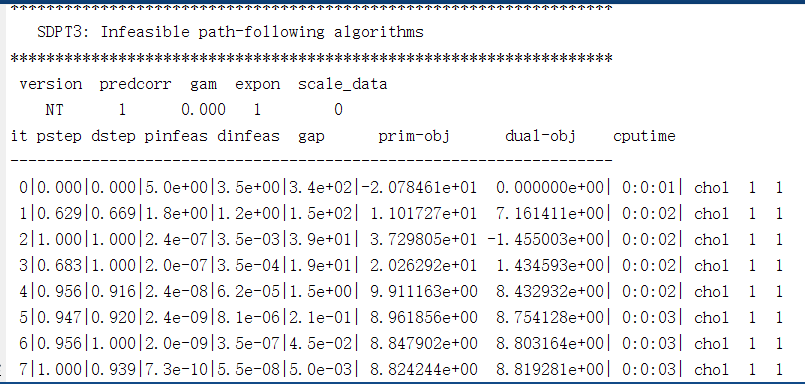 *******************************************************************
SDPT3: Infeasible path-following algorithms
*******************************************************************
version predcorr gam expon scale_data
NT 1 0.000 1 0
it pstep dstep pinfeas dinfeas gap prim-obj dual-obj cputime
-------------------------------------------------------------------
0|0.000|0.000|5.0e+00|3.5e+00|3.4e+02|-2.078461e+01 0.000000e+00| 0:0:01| chol 1 1
1|0.629|0.669|1.8e+00|1.2e+00|1.5e+02| 1.101727e+01 7.161411e+01| 0:0:02| chol 1 1
2|1.000|1.000|2.4e-07|3.5e-03|3.9e+01| 3.729805e+01 -1.455003e+00| 0:0:02| chol 1 1
3|0.683|1.000|2.0e-07|3.5e-04|1.9e+01| 2.026292e+01 1.434593e+00| 0:0:02| chol 1 1
4|0.956|0.916|2.4e-08|6.2e-05|1.5e+00| 9.911163e+00 8.432932e+00| 0:0:02| chol 1 1
5|0.947|0.920|2.4e-09|8.1e-06|2.1e-01| 8.961856e+00 8.754128e+00| 0:0:03| chol 1 1
6|0.956|1.000|2.0e-09|3.5e-07|4.5e-02| 8.847902e+00 8.803164e+00| 0:0:03| chol 1 1
7|1.000|0.939|7.3e-10|5.5e-08|5.0e-03| 8.824244e+00 8.819281e+00| 0:0:03| chol 1 1